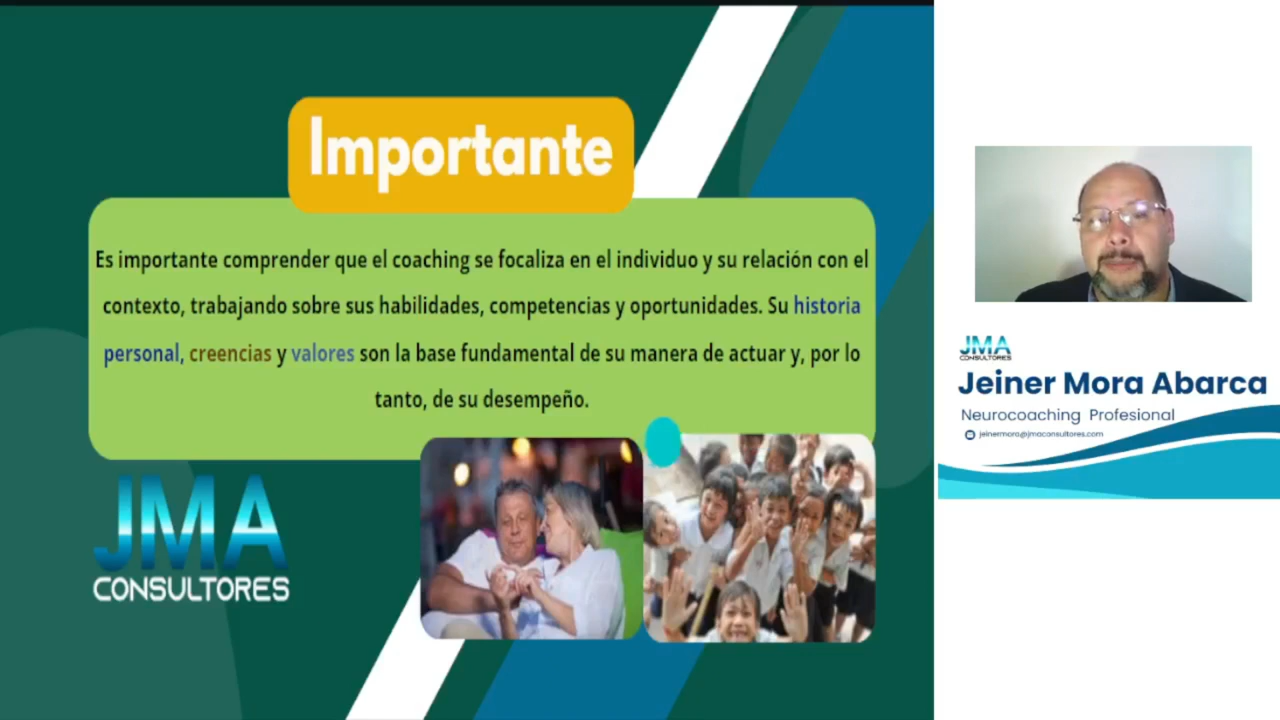 Importante
Es importante comprender que el coaching se focaliza en el individuo y su relación con el
contexto, trabajando sobre sus habilidades, competencias y oportunidades. Su historia
personal, creencias y valores son la base fundamental de su manera de actuar y, por lo
tanto, de su desempeño.
JMA
CONSULTORES
JMA
CONSULTORES
Jeiner Mora Abarca
Neurocoaching Profesional
jeinermora@jmaconsultores.com